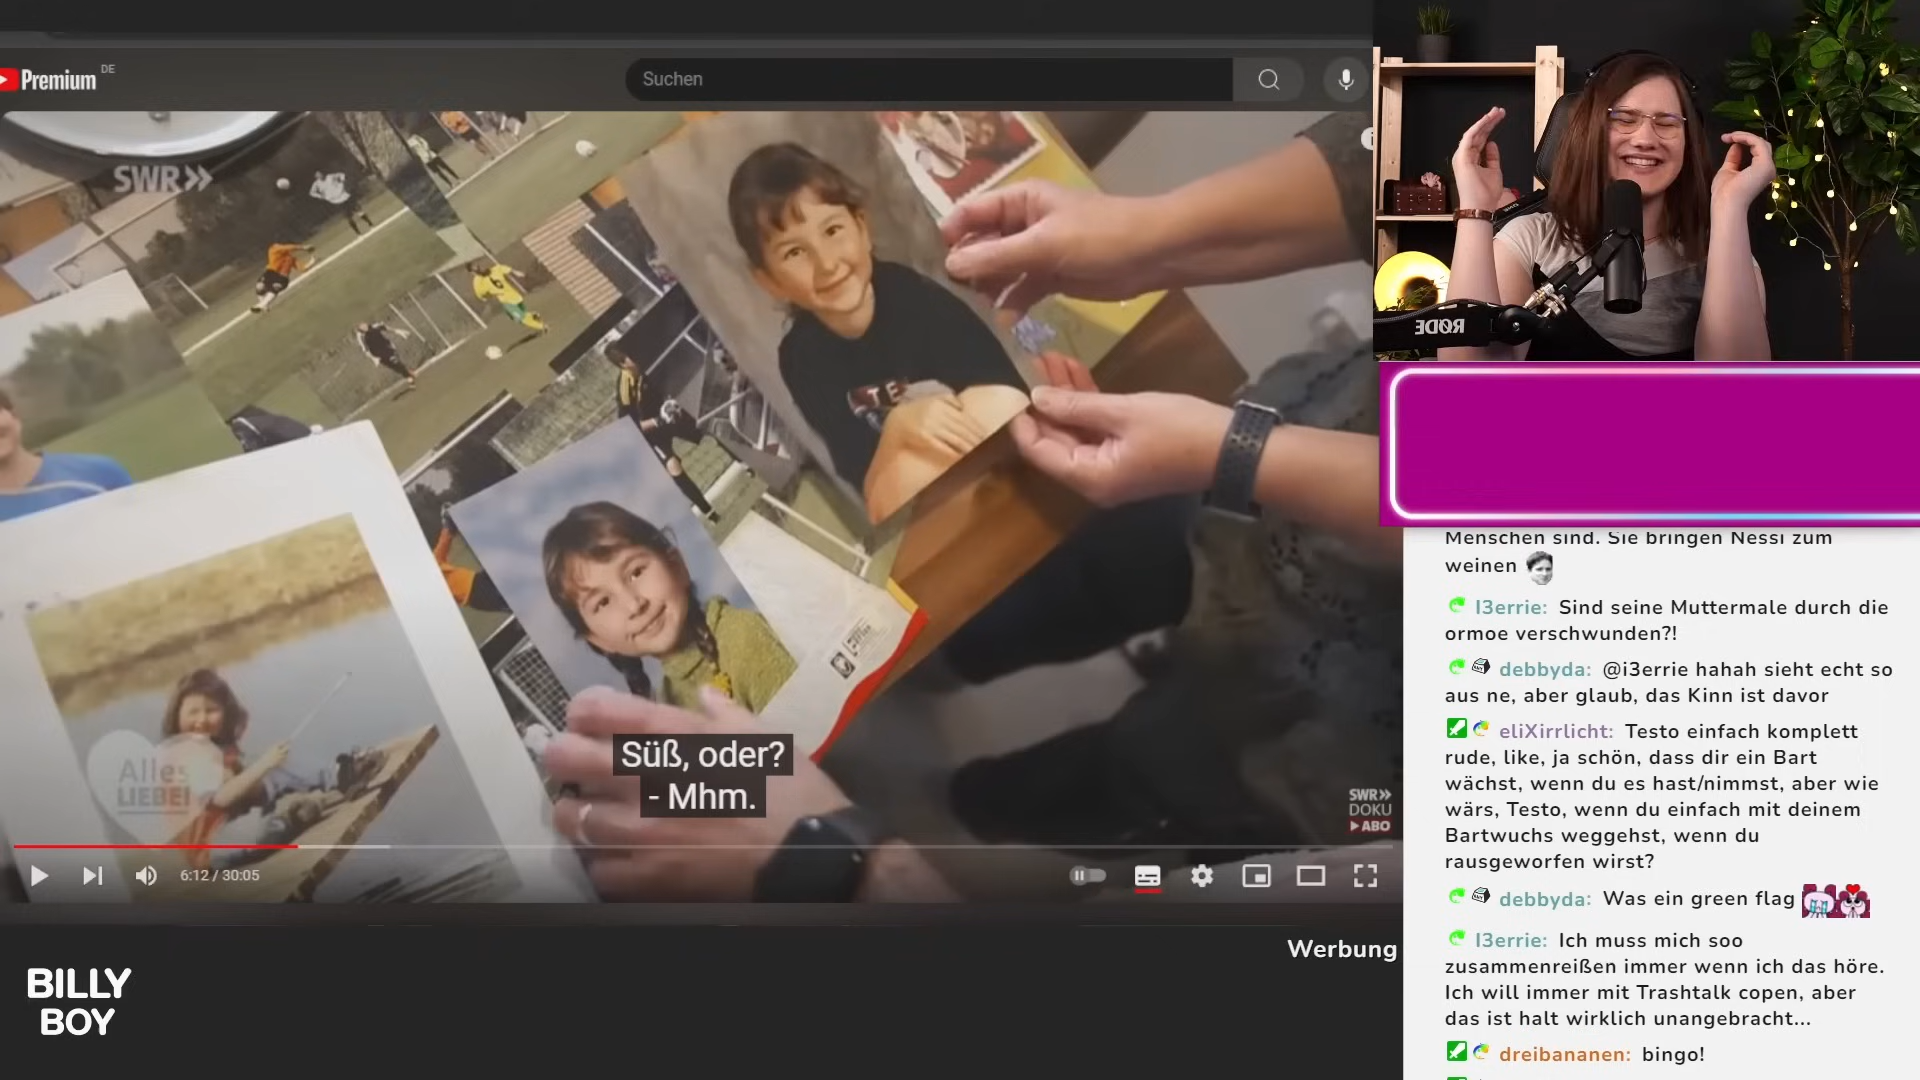 Premium DE
Suchen
SWR»
Alles
LIEBE!
Süß, oder?
- Mhm.
SWR»
DOKU
ABO
6:12 / 30:05
Werbung
BILLY
BOY
RØDE
Menschen sind. Sie bringen Nessi zum
weinen
l3errie: Sind seine Muttermale durch die
ormoe verschwunden?!
debbyda: @i3errie hahah sieht echt so
aus ne, aber glaub, das Kinn ist davor
eliXirrlicht: Testo einfach komplett
rude, like, ja schön, dass dir ein Bart
wächst, wenn du es hast/nimmst, aber wie
wärs, Testo, wenn du einfach mit deinem
Bartwuchs weggehst, wenn du
rausgeworfen wirst?
debbyda: Was ein green flag
l3errie: Ich muss mich soo
zusammenreißen immer wenn ich das höre.
Ich will immer mit Trashtalk copen, aber
das ist halt wirklich unangebracht...
dreibananen: bingo!